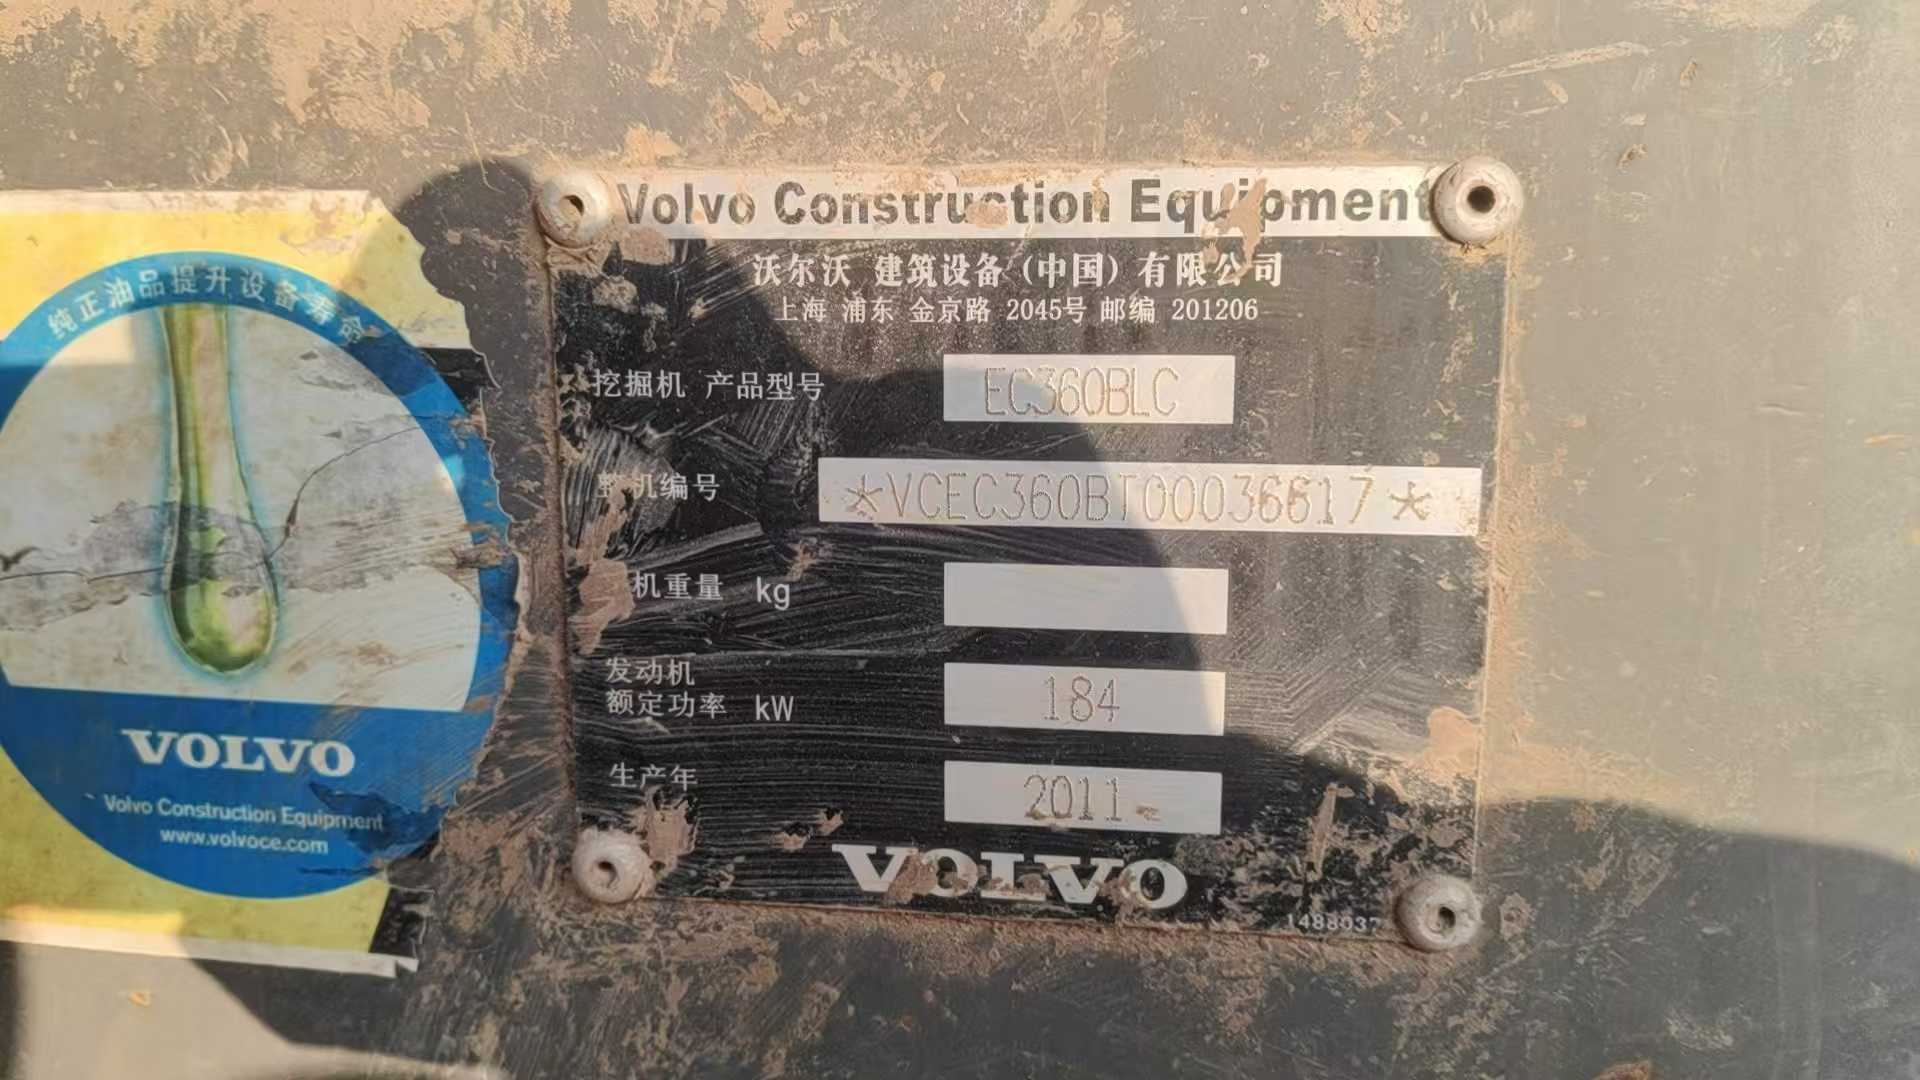 纯正油品提升设备寿命
VOLVO
Volvo Construction Equipment
www.volvoce.com
Volvo Construction Equipment
沃尔沃 建筑设备(中国)有限公司
上海 浦东 金京路 2045号 邮编 201206
挖掘机 产品型号 EC360BLC
整机编号 *VCEC360BT00036617*
机重量 kg
发动机
额定功率 kW 184
生产年 2011
VOLVO
1488037